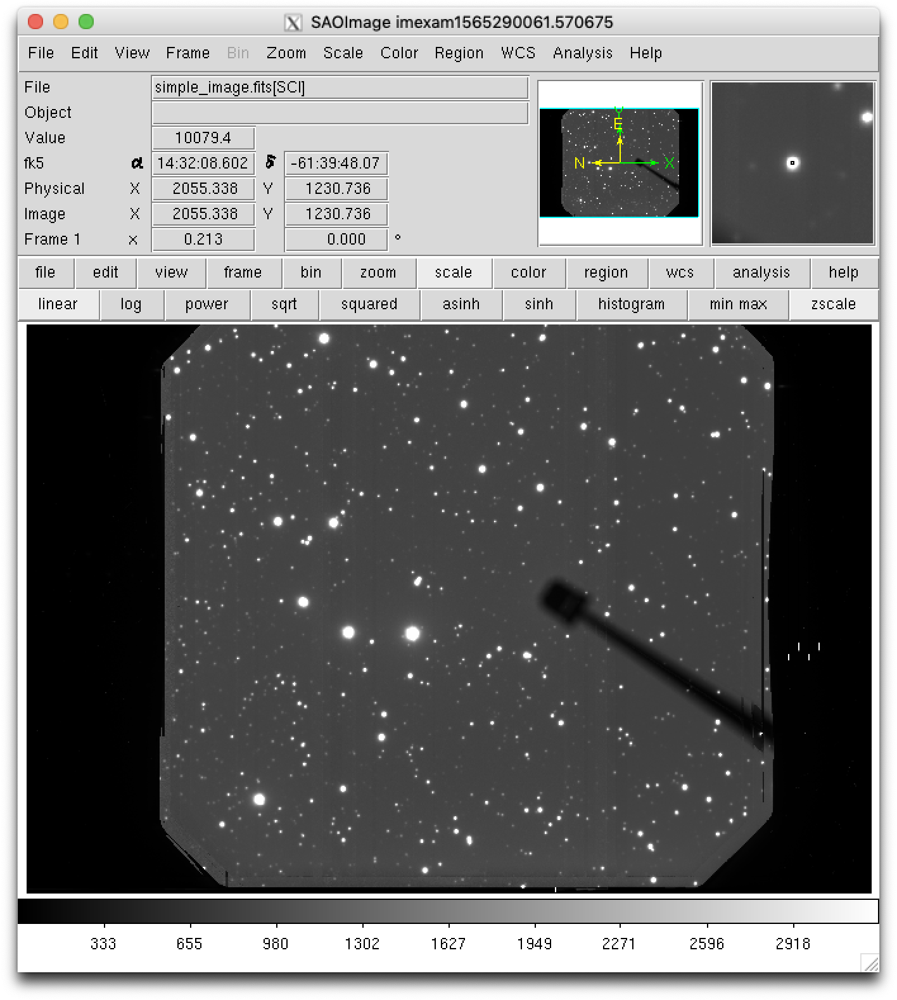 SAOImage imexam1565290061.570675
File Edit View Frame Bin Zoom Scale Color Region WCS Analysis Help
File simple_image.fits[SCI]
Object
Value 10079.4
fk5 α 14:32:08.602 δ -61:39:48.07
Physical X 2055.338 Y 1230.736
Image X 2055.338 Y 1230.736
Frame 1 x 0.213 0.000 °
Y
E
N X
file edit view frame bin zoom scale color region wcs analysis help
linear log power sqrt squared asinh sinh histogram min max zscale
333 655 980 1302 1627 1949 2271 2596 2918